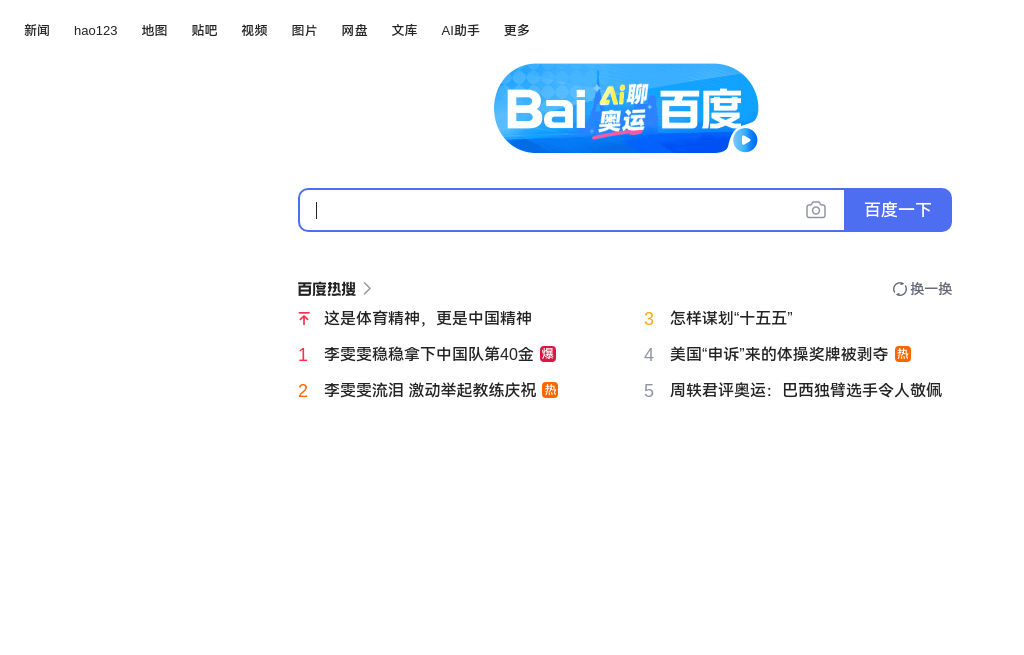 新闻 hao123 地图 贴吧 视频 图片 网盘 文库 AI助手 更多
Bai Ai聊奥运 百度
百度一下
百度热搜 换一换
这是体育精神，更是中国精神
1 李雯雯稳稳拿下中国队第40金 爆
2 李雯雯流泪 激动举起教练庆祝 热
3 怎样谋划“十五五”
4 美国“申诉”来的体操奖牌被剥夺 热
5 周轶君评奥运：巴西独臂选手令人敬佩